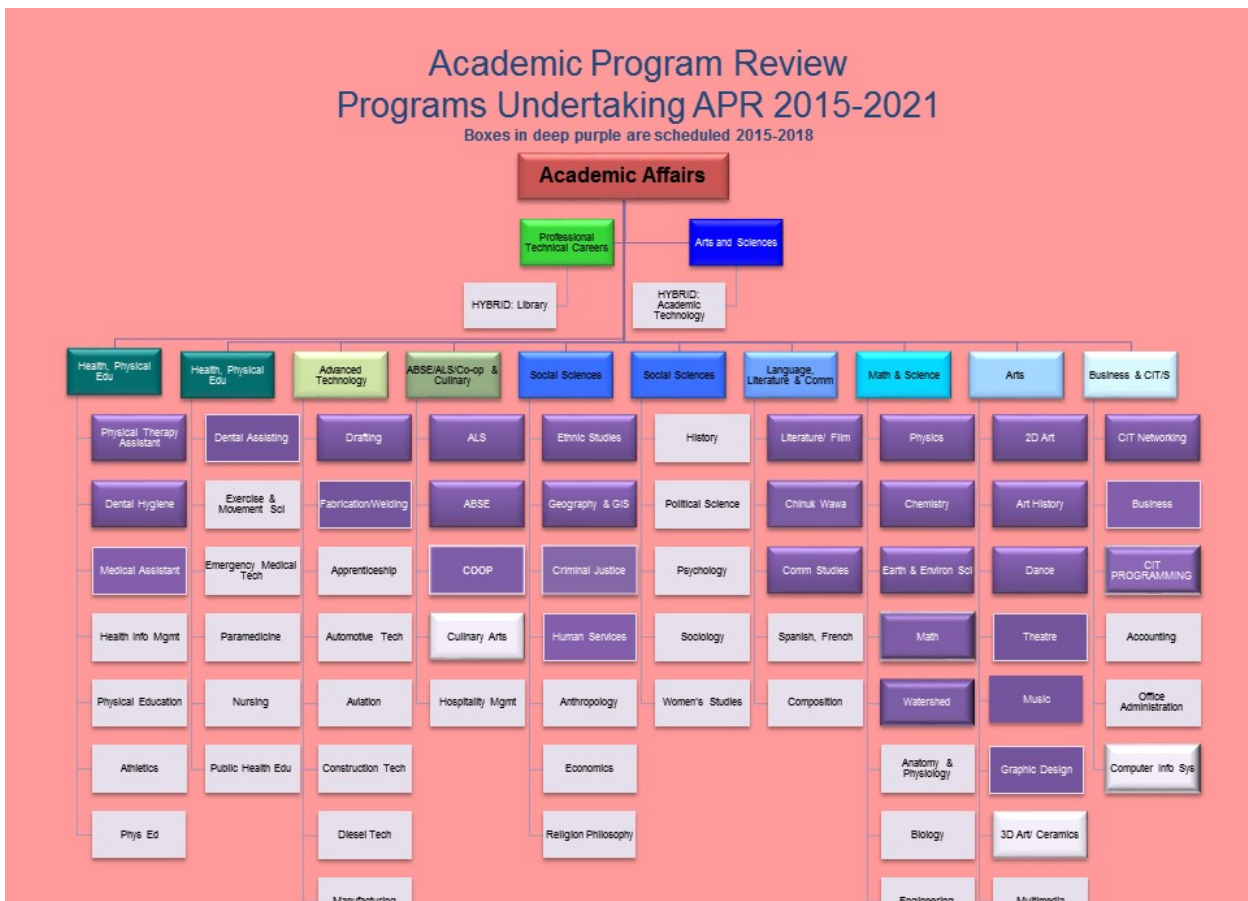 Academic Program Review
Programs Undertaking APR 2015-2021
Boxes in deep purple are scheduled 2015-2018
Academic Affairs
Professional
Technical Careers
Arts and Sciences
HYBRID: Library
HYBRID:
Academic
Technology
Health, Physical
Edu
Physical Therapy
Assistant
Dental Hygiene
Medical Assistant
Health Info Mgmt
Physical Education
Athletics
Phys Ed
Health, Physical
Edu
Dental Assisting
Exercise &
Movement Sci
Emergency Medical
Tech
Paramedicine
Nursing
Public Health Edu
Advanced
Technology
Drafting
Fabrication/Welding
Apprenticeship
Automotive Tech
Aviation
Construction Tech
Diesel Tech
Manufacturing
ABSE/ALS/Co-op &
Culinary
ALS
ABSE
COOP
Culinary Arts
Hospitality Mgmt
Social Sciences
Ethnic Studies
Geography & GIS
Criminal Justice
Human Services
Anthropology
Economics
Religion Philosophy
Social Sciences
History
Political Science
Psychology
Sociology
Women's Studies
Language,
Literature & Comm
Literature/ Film
Chinuk Wawa
Comm Studies
Spanish, French
Composition
Math & Science
Physics
Chemistry
Earth & Environ Sci
Math
Watershed
Anatomy &
Physiology
Biology
Engineering
Arts
2D Art
Art History
Dance
Theatre
Music
Graphic Design
3D Art/ Ceramics
Multimedia
Business & CIT/S
CIT Networking
Business
CIT
PROGRAMMING
Accounting
Office
Administration
Computer Info Sys